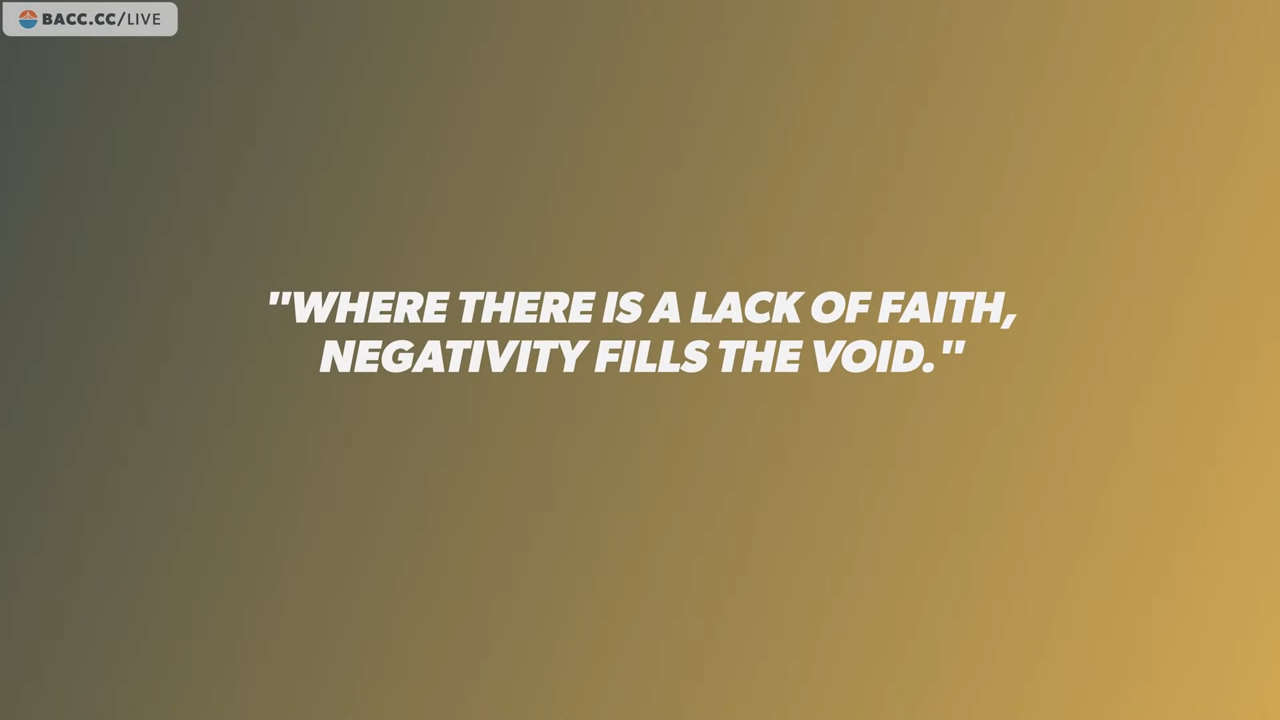 BACC.CC/LIVE
"WHERE THERE IS A LACK OF FAITH,
NEGATIVITY FILLS THE VOID."